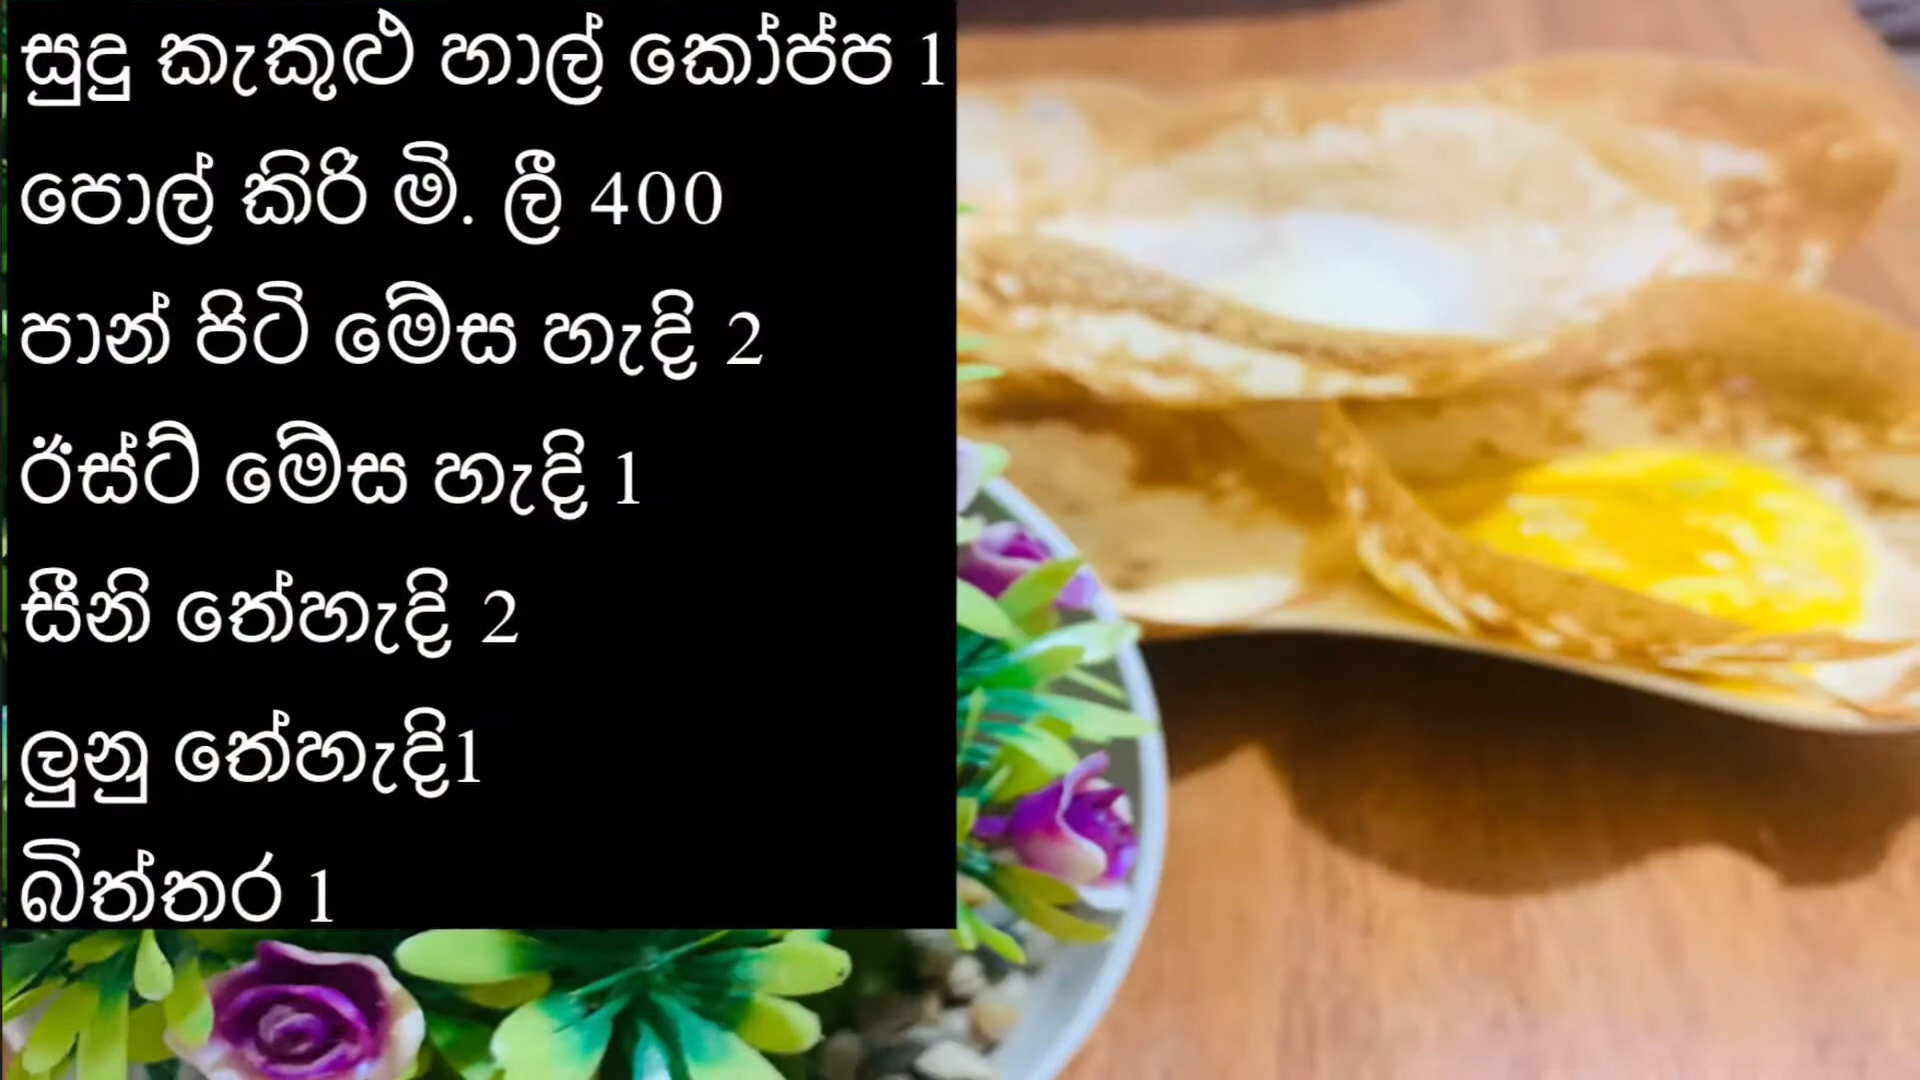 සුදු කැකුළු හාල් කෝප්ප 1
පොල් කිරි මි. ලී 400
පාන් පිටි මේස හැදි 2
ඊස්ට් මේස හැදි 1
සීනි තේහැදි 2
ලුනු තේහැදි1
බිත්තර 1